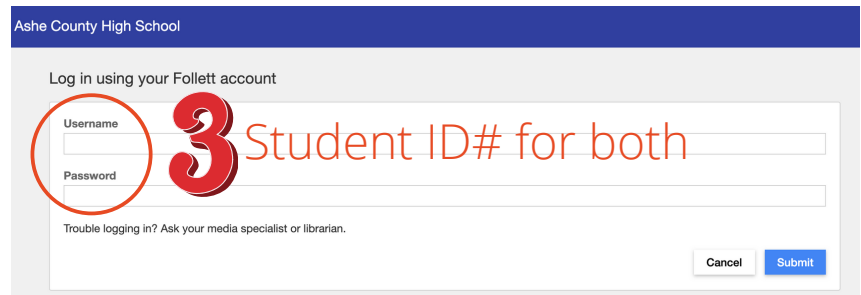 Ashe County High School
Log in using your Follett account
Username
3 Student ID# for both
Password
Trouble logging in? Ask your media specialist or librarian.
Cancel Submit